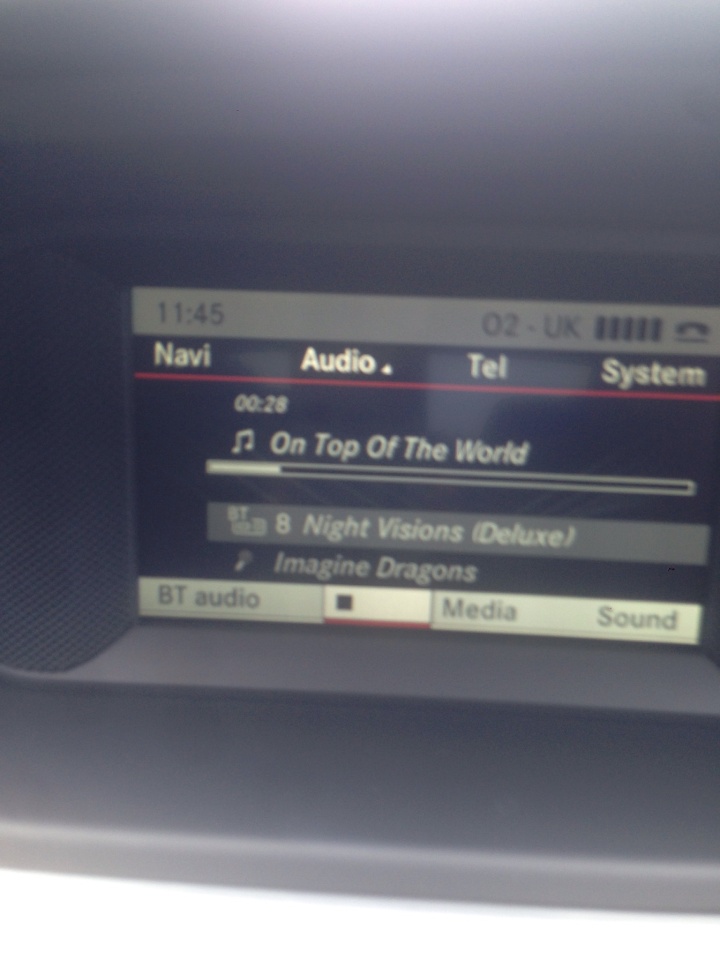 11:45 O2 - UK
Navi Audio Tel System
00:28
On Top Of The World
BT 8 Night Visions (Deluxe)
Imagine Dragons
BT audio Media Sound